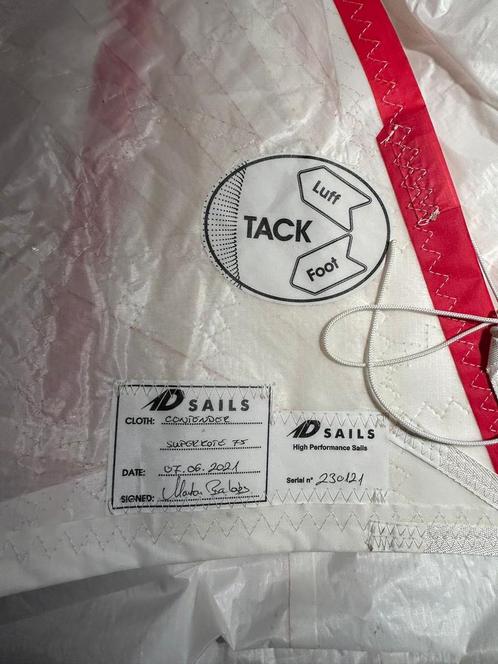 Luff
TACK
Foot
AD SAILS
CLOTH: CONTENDER
SUPERKOTE 75
DATE: 07.06.2021
SIGNED:
AD SAILS
High Performance Sails
Serial n° 230121